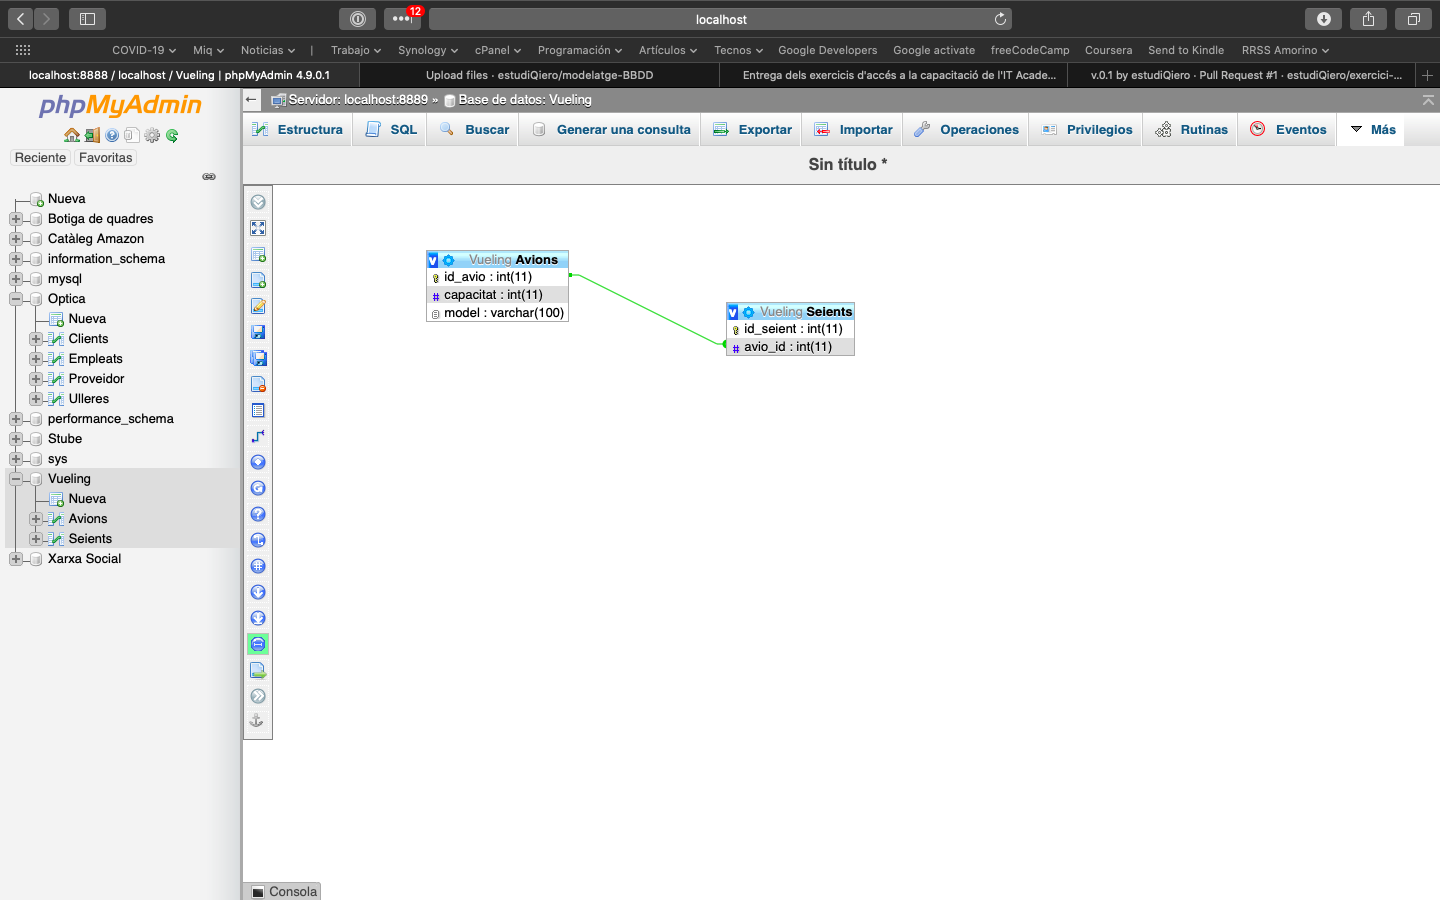 12
localhost
COVID-19
Miq
Noticias
|
Trabajo
Synology
cPanel
Programación
Artículos
Tecnos
Google Developers
Google activate
freeCodeCamp
Coursera
Send to Kindle
RRSS Amorino
localhost:8888 / localhost / Vueling | phpMyAdmin 4.9.0.1
Upload files · estudiQiero/modelatge-BBDD
Entrega dels exercicis d'accés a la capacitació de l'IT Acade...
v.0.1 by estudiQiero · Pull Request #1 · estudiQiero/exercici-...
phpMyAdmin
Reciente
Favoritas
Nueva
Botiga de quadres
Catàleg Amazon
information_schema
mysql
Optica
Nueva
Clients
Empleats
Proveidor
Ulleres
performance_schema
Stube
sys
Vueling
Nueva
Avions
Seients
Xarxa Social
Servidor: localhost:8889 » Base de datos: Vueling
Estructura
SQL
Buscar
Generar una consulta
Exportar
Importar
Operaciones
Privilegios
Rutinas
Eventos
Más
Sin título *
v Vueling Avions
id_avio : int(11)
# capacitat : int(11)
model : varchar(100)
v Vueling Seients
id_seient : int(11)
# avio_id : int(11)
Consola